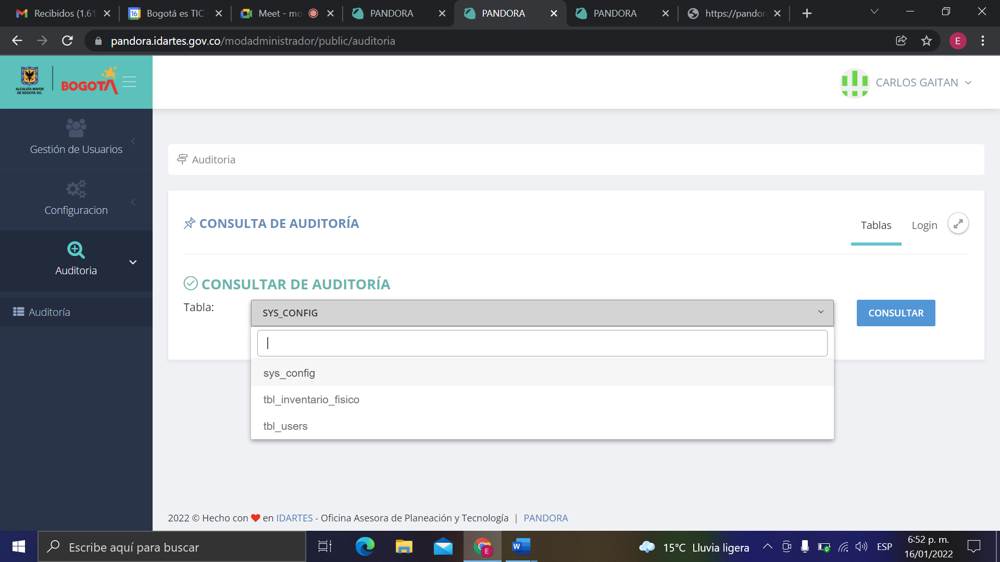 Recibidos (1.61
Bogotá es TIC
Meet - mo
PANDORA
PANDORA
PANDORA
https://pandor
pandora.idartes.gov.co/modadministrador/public/auditoria
E
ALCALDÍA MAYOR
DE BOGOTÁ D.C.
BOGOTÁ
CARLOS GAITAN
Gestión de Usuarios
Configuracion
Auditoria
Auditoría
Auditoria
CONSULTA DE AUDITORÍA
Tablas
Login
CONSULTAR DE AUDITORÍA
Tabla:
SYS_CONFIG
CONSULTAR
sys_config
tbl_inventario_fisico
tbl_users
2022 © Hecho con ❤ en IDARTES - Oficina Asesora de Planeación y Tecnología | PANDORA
Escribe aquí para buscar
15°C Lluvia ligera
ESP
6:52 p. m.
16/01/2022